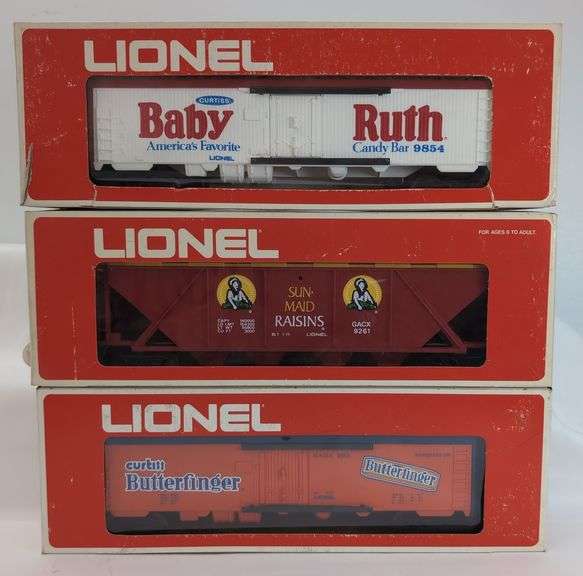 LIONEL
CURTISS
Baby Ruth
America's Favorite Candy Bar 9854
LIONEL
LIONEL
FOR AGES 8 TO ADULT.
SUN-
MAID
RAISINS
GACX
9261
LIONEL
LIONEL
curtiss
Butterfinger
Butterfinger